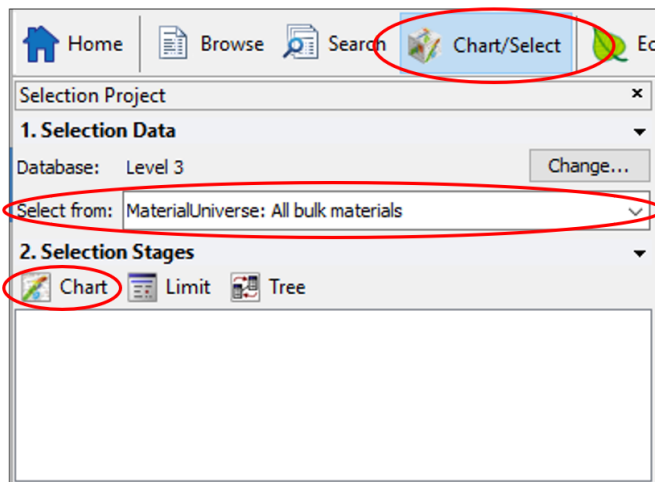 Home Browse Search Chart/Select Ec
Selection Project x
1. Selection Data
Database: Level 3 Change...
Select from: MaterialUniverse: All bulk materials
2. Selection Stages
Chart Limit Tree